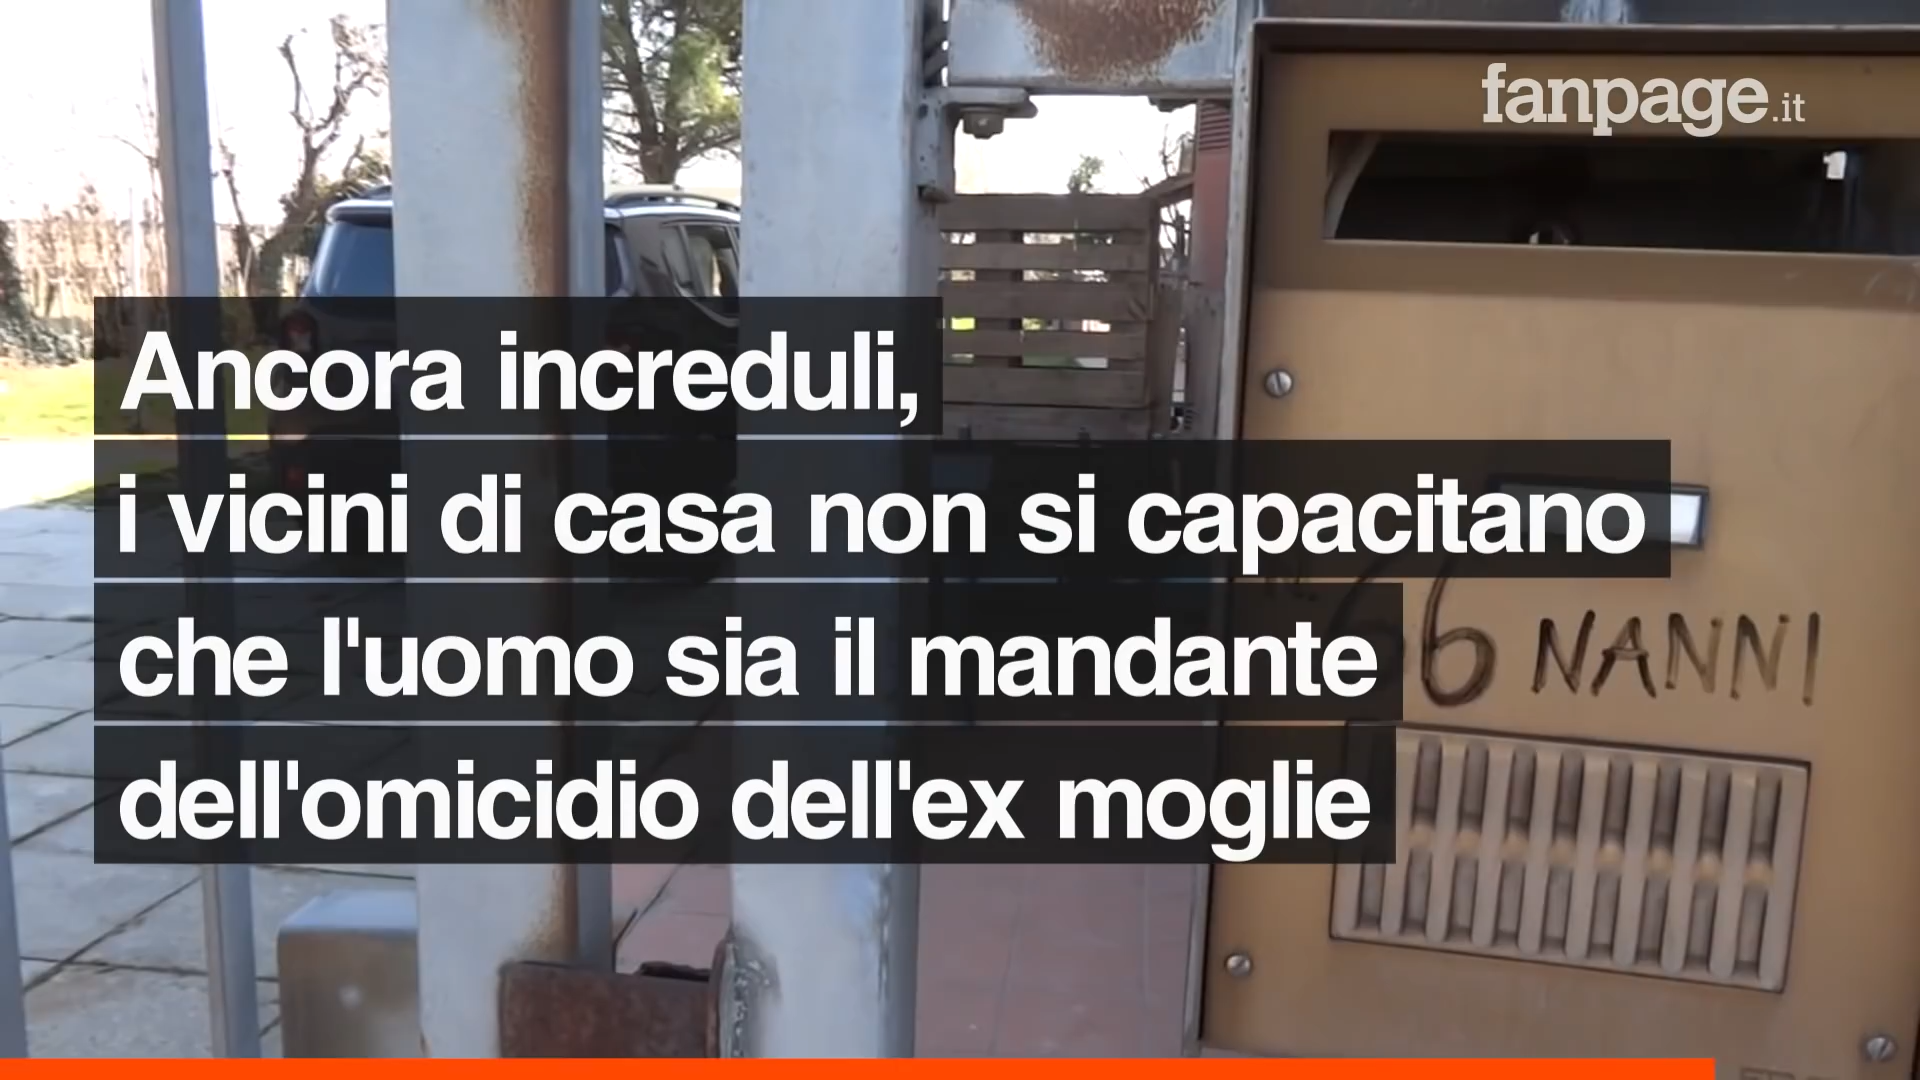 fanpage.it
Ancora increduli,
i vicini di casa non si capacitano
che l'uomo sia il mandante
dell'omicidio dell'ex moglie
66 NANNI